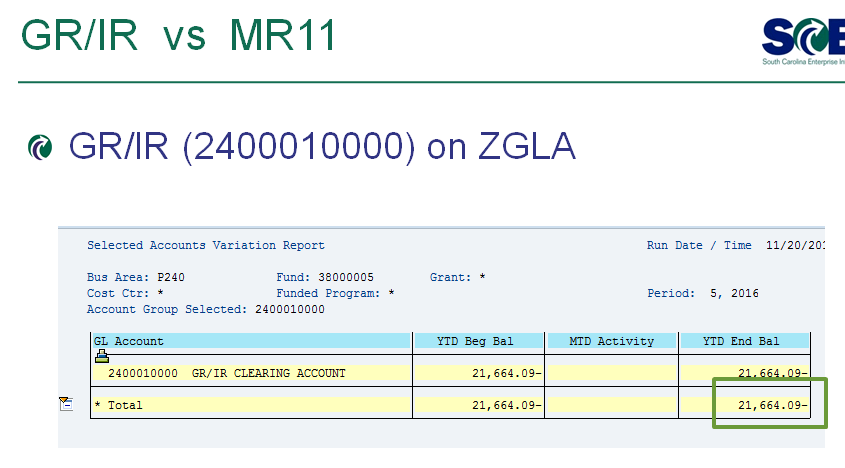 GR/IR vs MR11
SCE
South Carolina Enterprise In
GR/IR (2400010000) on ZGLA
Selected Accounts Variation Report Run Date / Time 11/20/201
Bus Area: P240 Fund: 38000005 Grant: *
Cost Ctr: * Funded Program: * Period: 5, 2016
Account Group Selected: 2400010000
GL Account YTD Beg Bal MTD Activity YTD End Bal
2400010000 GR/IR CLEARING ACCOUNT 21,664.09- 21,664.09-
* Total 21,664.09- 21,664.09-